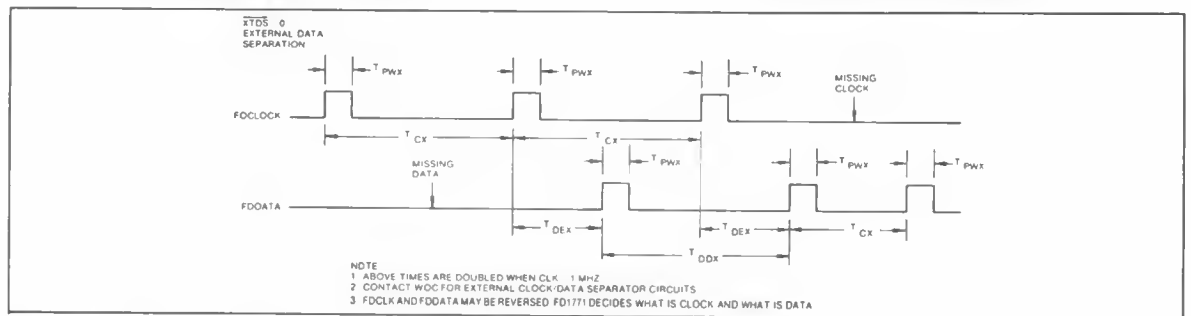 XTDS 0
EXTERNAL DATA
SEPARATION
T PWX
T PWX
T PWX
MISSING
CLOCK
FDCLOCK
T CX
T CX
MISSING
DATA
T PWX
T PWX
T PWX
FDDATA
T DEX
T DEX
T CX
T DDX
NOTE
1 ABOVE TIMES ARE DOUBLED WHEN CLK 1 MHZ
2 CONTACT WDC FOR EXTERNAL CLOCK/DATA SEPARATOR CIRCUITS
3 FDCLK AND FDDATA MAY BE REVERSED FD1771 DECIDES WHAT IS CLOCK AND WHAT IS DATA